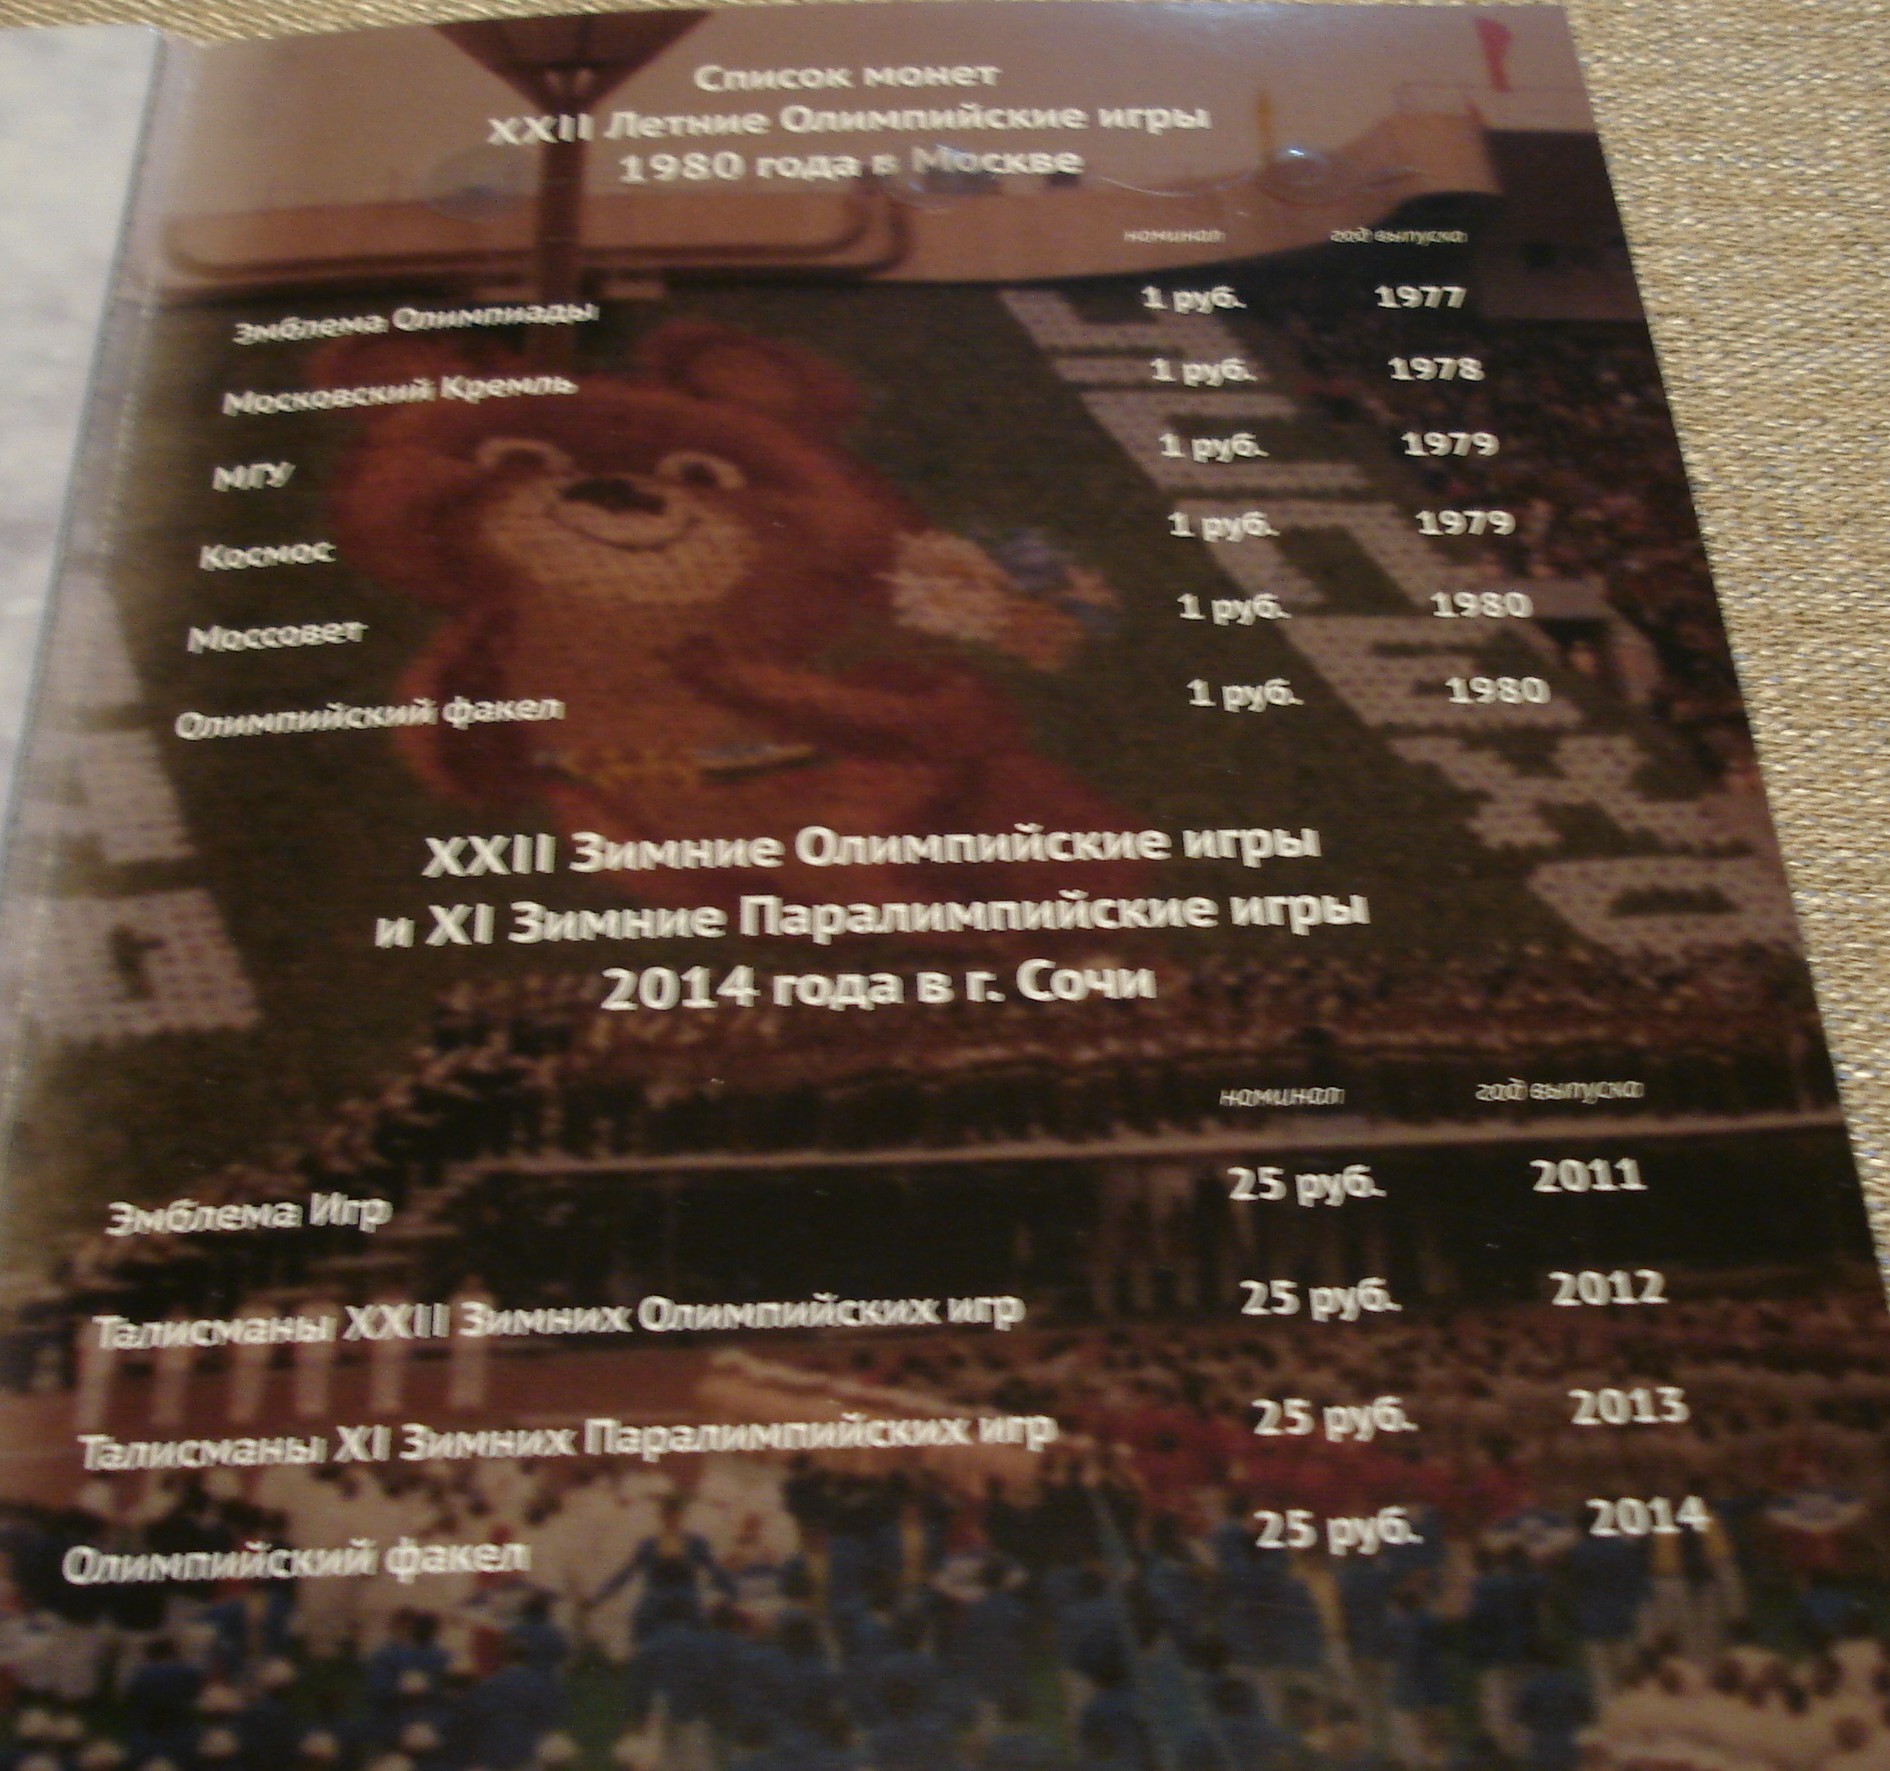 Список монет
XXII Летние Олимпийские игры
1980 года в Москве
номинал год выпуска
Эмблема Олимпиады 1 руб. 1977
Московский Кремль 1 руб. 1978
МГУ 1 руб. 1979
Космос 1 руб. 1979
Моссовет 1 руб. 1980
Олимпийский факел 1 руб. 1980
XXII Зимние Олимпийские игры
и XI Зимние Паралимпийские игры
2014 года в г. Сочи
номинал год выпуска
Эмблема Игр 25 руб. 2011
Талисманы XXII Зимних Олимпийских игр 25 руб. 2012
Талисманы XI Зимних Паралимпийских игр 25 руб. 2013
Олимпийский факел 25 руб. 2014